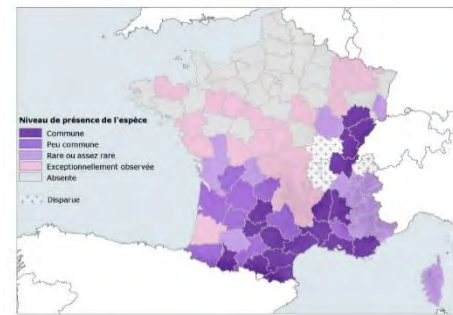 Niveau de présence de l'espèce
Commune
Peu commune
Rare ou assez rare
Exceptionnellement observée
Absente
Disparue